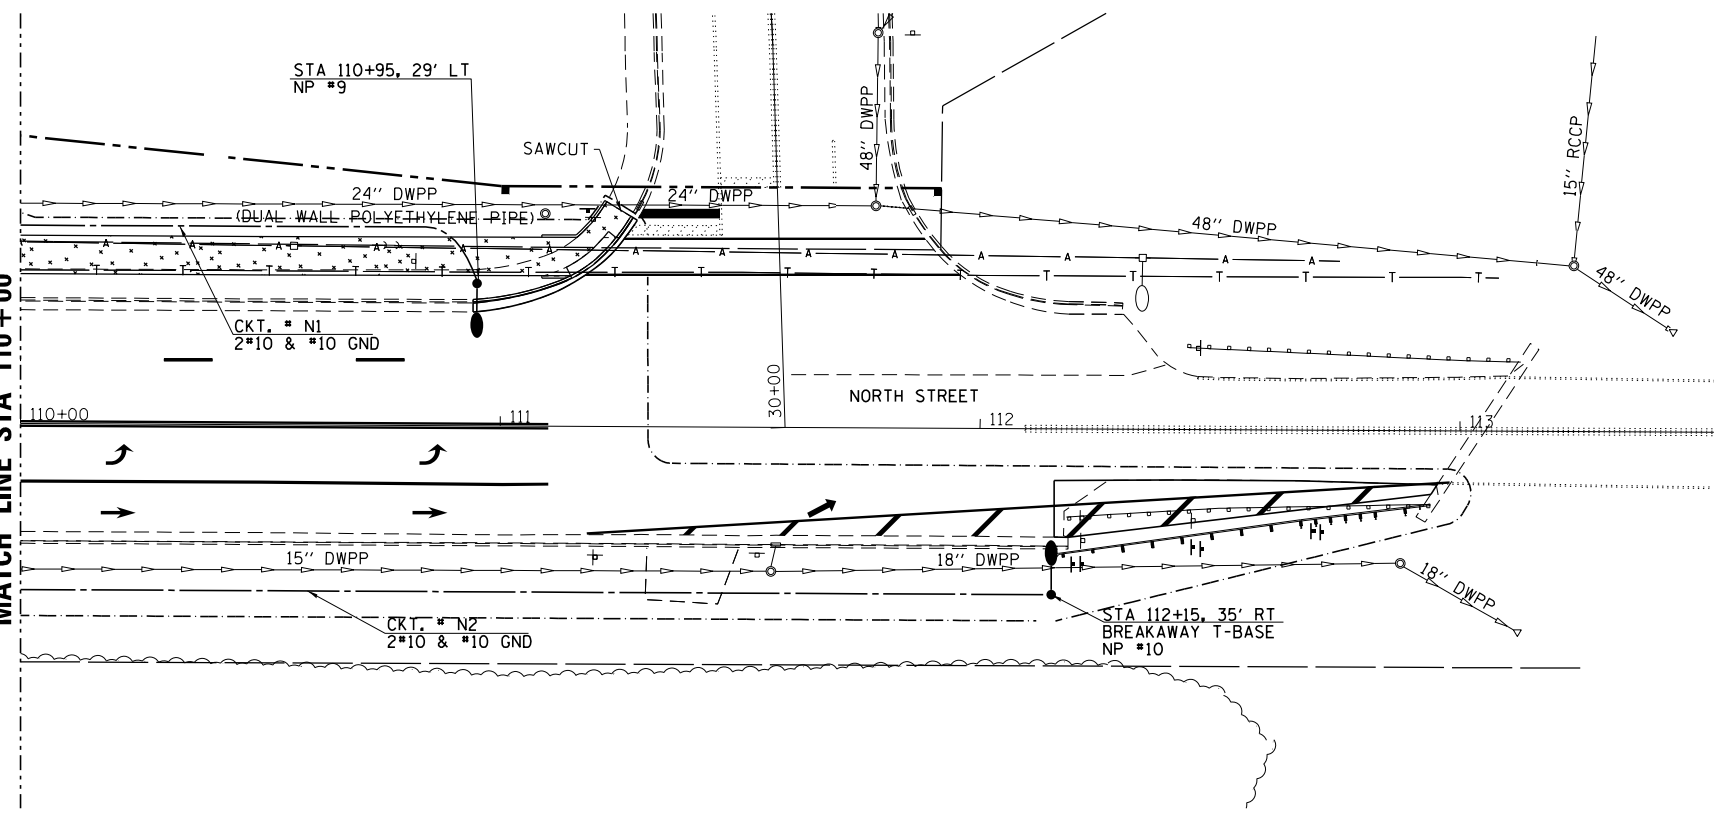 STA 110+95, 29' LT
NP #9
SAWCUT
48'' DWPP
15'' RCCP
24'' DWPP
24'' DWPP
(DUAL WALL POLYETHYLENE PIPE)
48'' DWPP
A A A A A A A A A A A A
T T T T T T T T T T T T T T T T T
48'' DWPP
CKT. # N1
2#10 & #10 GND
MATCH LINE STA 110+00
30+00
NORTH STREET
110+00
111
112
113
15'' DWPP
18'' DWPP
18'' DWPP
CKT. # N2
2#10 & #10 GND
STA 112+15, 35' RT
BREAKAWAY T-BASE
NP #10